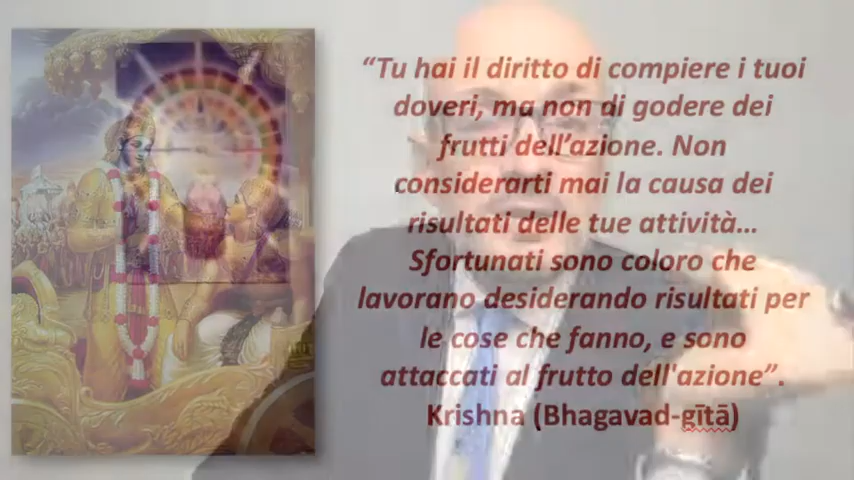 “Tu hai il diritto di compiere i tuoi
doveri, ma non di godere dei
frutti dell’azione. Non
considerarti mai la causa dei
risultati delle tue attività…
Sfortunati sono coloro che
lavorano desiderando risultati per
le cose che fanno, e sono
attaccati al frutto dell'azione”.
Krishna (Bhagavad-gītā)